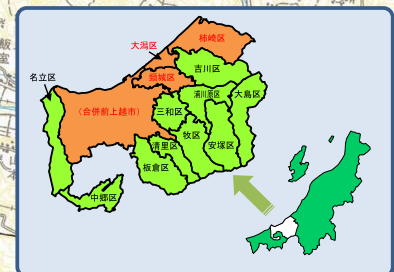 柿崎区
大潟区
頸城区
吉川区
名立区
浦川原区
大島区
(合併前上越市)
三和区
牧区
安塚区
清里区
板倉区
中郷区